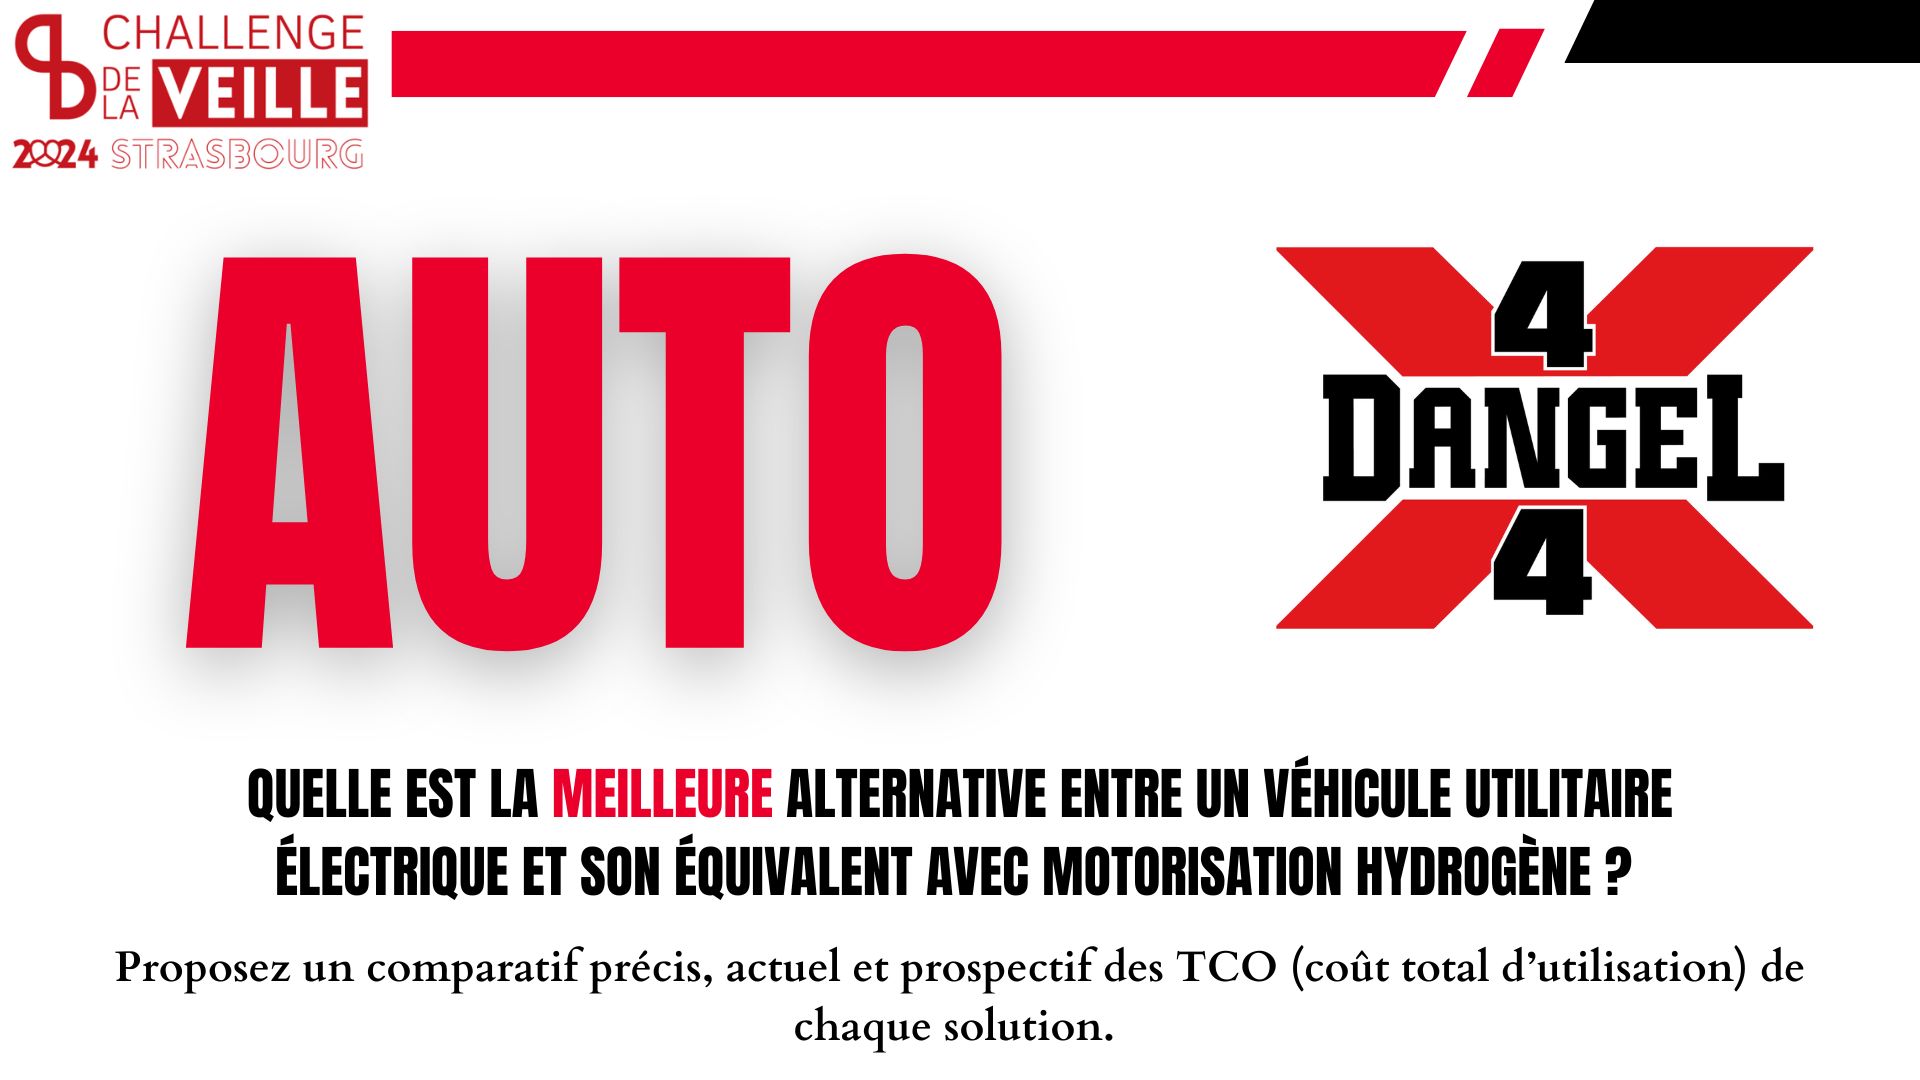 CHALLENGE
DE
LA
VEILLE
2024 STRASBOURG
AUTO
4
DANGEL
4
QUELLE EST LA MEILLEURE ALTERNATIVE ENTRE UN VÉHICULE UTILITAIRE
ÉLECTRIQUE ET SON ÉQUIVALENT AVEC MOTORISATION HYDROGÈNE ?
Proposez un comparatif précis, actuel et prospectif des TCO (coût total d’utilisation) de
chaque solution.